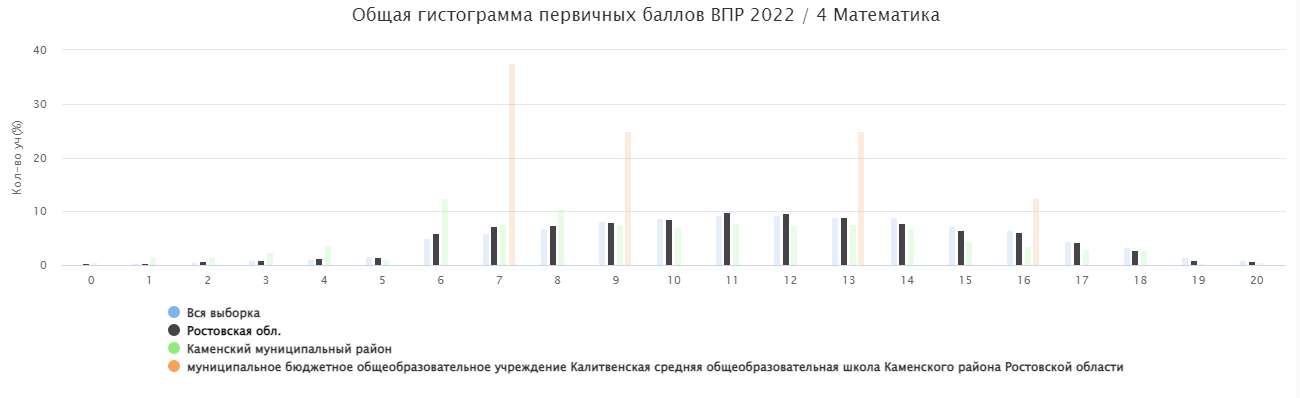 Общая гистограмма первичных баллов ВПР 2022 / 4 Математика
Кол-во уч(%)
40
30
20
10
0
0 1 2 3 4 5 6 7 8 9 10 11 12 13 14 15 16 17 18 19 20
Вся выборка
Ростовская обл.
Каменский муниципальный район
муниципальное бюджетное общеобразовательное учреждение Калитвенская средняя общеобразовательная школа Каменского района Ростовской области